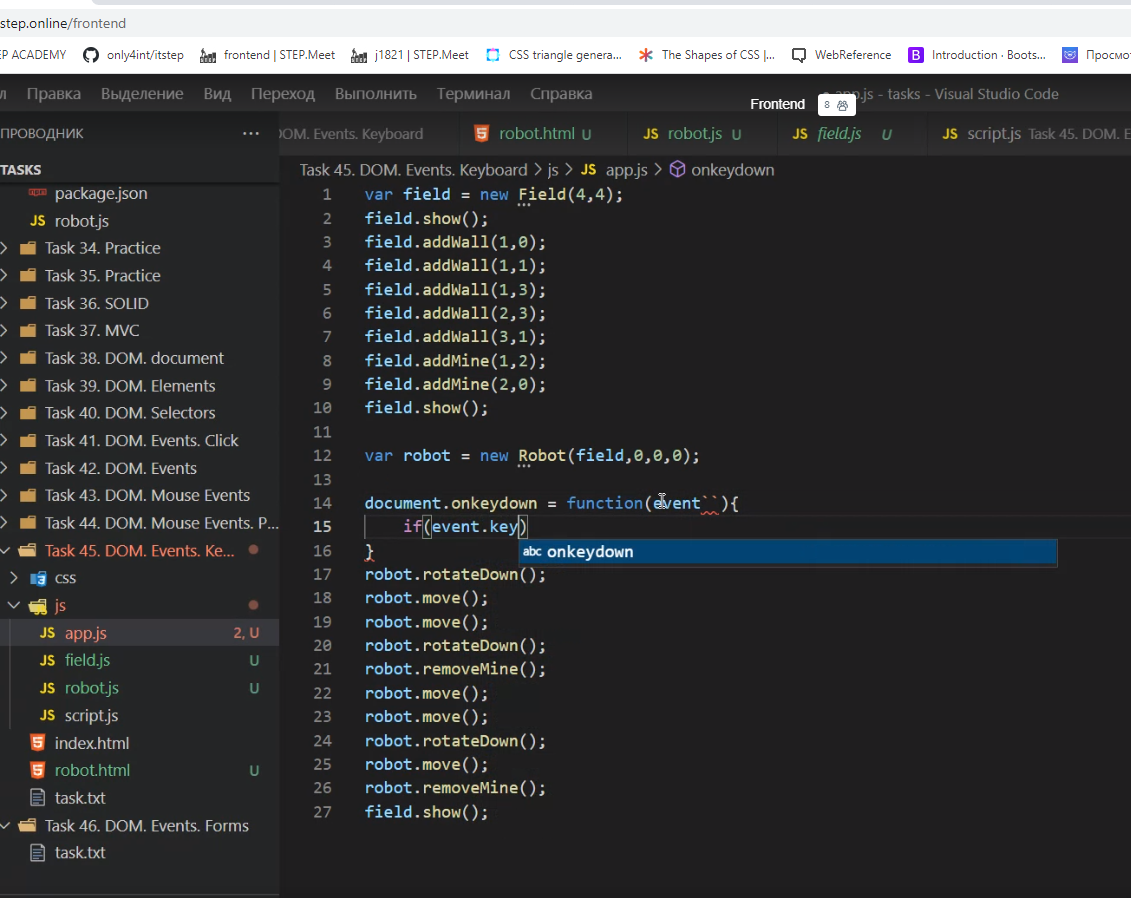 step.online/frontend
EP ACADEMY only4int/itstep frontend | STEP.Meet j1821 | STEP.Meet CSS triangle genera... The Shapes of CSS |... WebReference B Introduction · Boots... Просмот
л Правка Выделение Вид Переход Выполнить Терминал Справка app.js - tasks - Visual Studio Code
Frontend 8
ПРОВОДНИК ...
OM. Events. Keyboard robot.html U JS robot.js U JS field.js U JS script.js Task 45. DOM. E
TASKS
Task 45. DOM. Events. Keyboard > js > JS app.js > onkeydown
package.json
JS robot.js
Task 34. Practice
Task 35. Practice
Task 36. SOLID
Task 37. MVC
Task 38. DOM. document
Task 39. DOM. Elements
Task 40. DOM. Selectors
Task 41. DOM. Events. Click
Task 42. DOM. Events
Task 43. DOM. Mouse Events
Task 44. DOM. Mouse Events. P...
Task 45. DOM. Events. Ke...
css
js
JS app.js 2, U
JS field.js U
JS robot.js U
JS script.js
index.html
robot.html U
task.txt
Task 46. DOM. Events. Forms
task.txt
1 var field = new Field(4,4);
2 field.show();
3 field.addWall(1,0);
4 field.addWall(1,1);
5 field.addWall(1,3);
6 field.addWall(2,3);
7 field.addWall(3,1);
8 field.addMine(1,2);
9 field.addMine(2,0);
10 field.show();
11
12 var robot = new Robot(field,0,0,0);
13
14 document.onkeydown = function(event``){
15 if(event.key)
abc onkeydown
16 }
17 robot.rotateDown();
18 robot.move();
19 robot.move();
20 robot.rotateDown();
21 robot.removeMine();
22 robot.move();
23 robot.move();
24 robot.rotateDown();
25 robot.move();
26 robot.removeMine();
27 field.show();